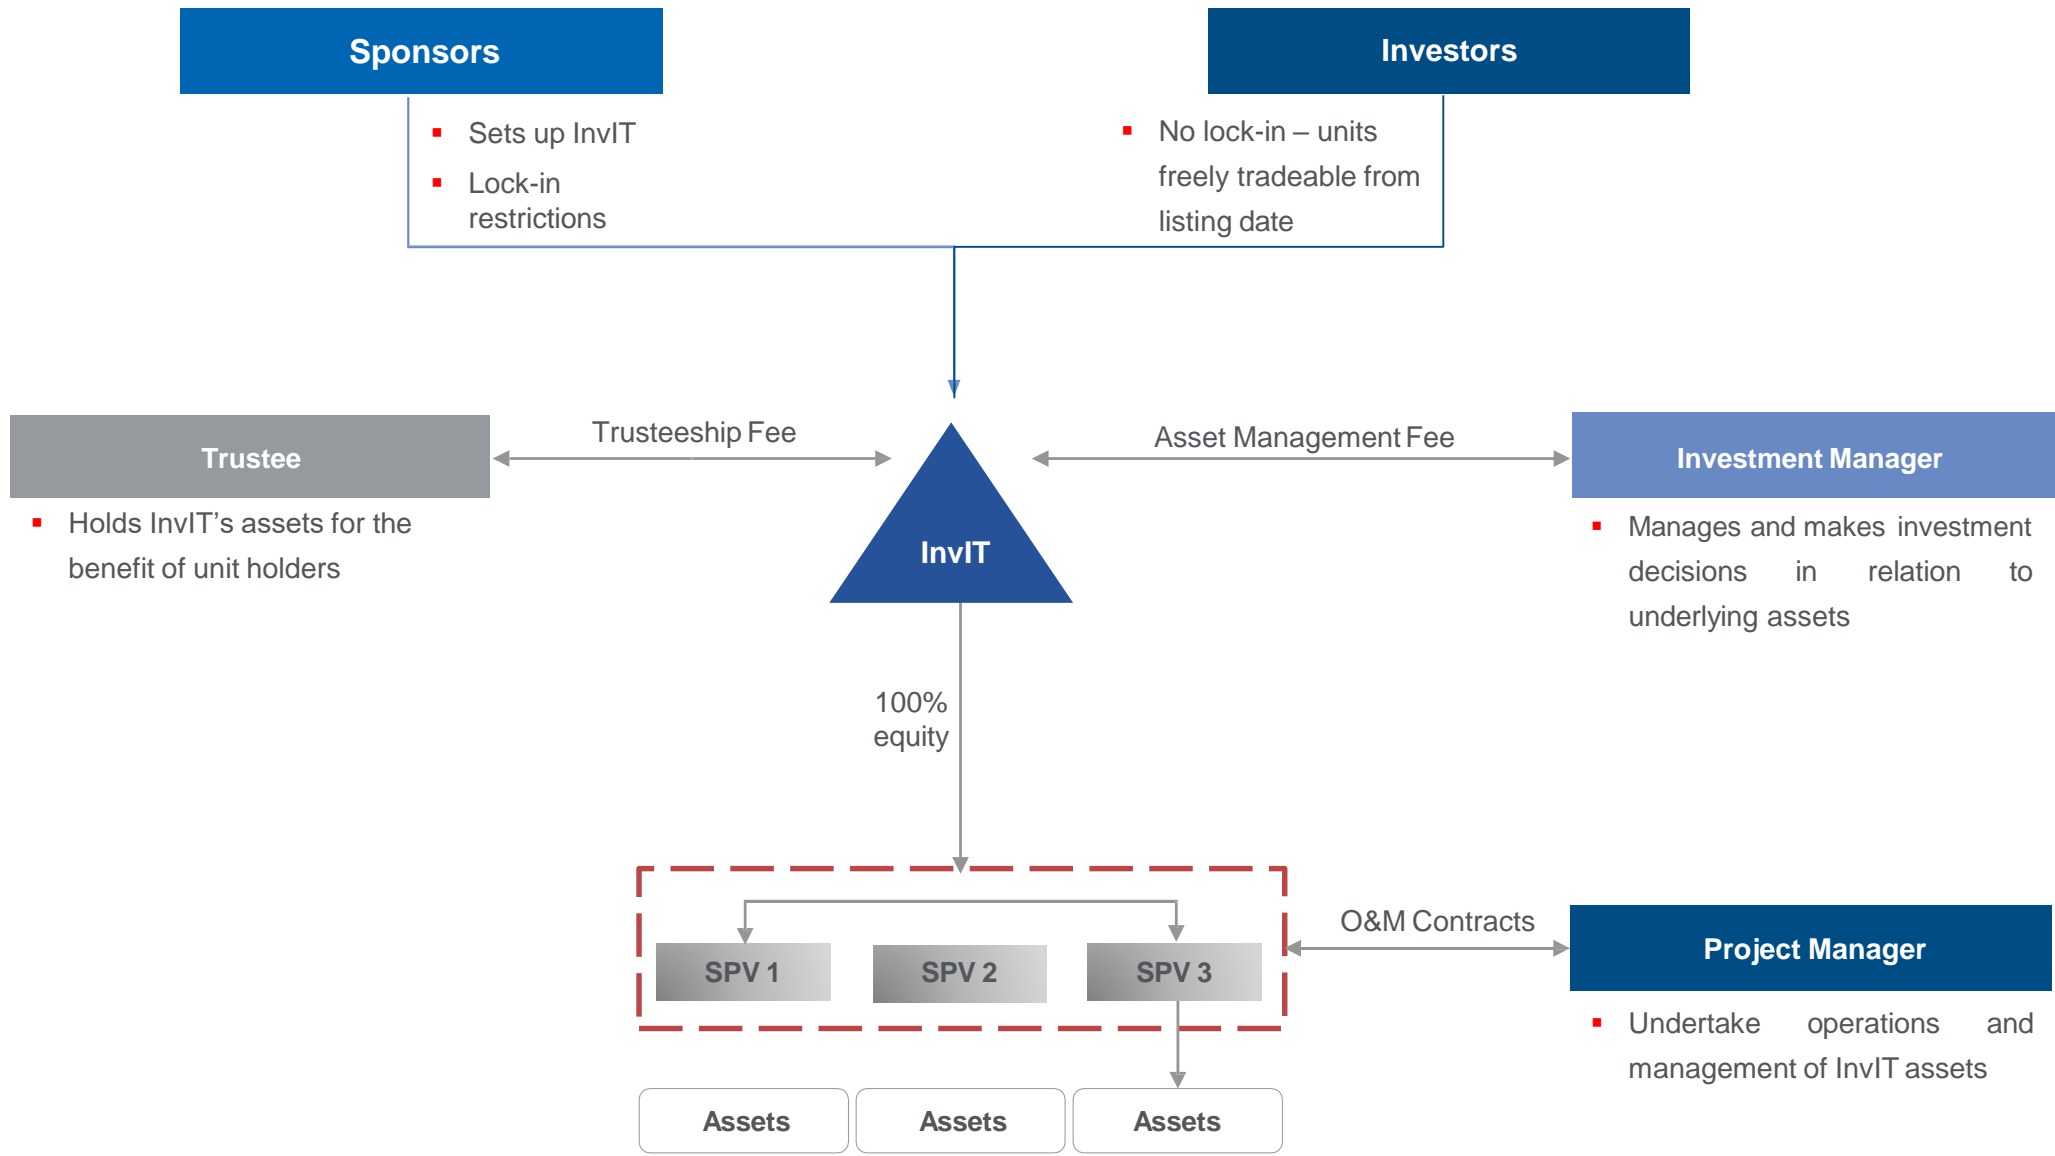 Sponsors
Investors
Sets up InvIT
Lock-in
restrictions
No lock-in – units
freely tradeable from
listing date
Trustee
Trusteeship Fee
Asset Management Fee
Investment Manager
Holds InvIT’s assets for the
benefit of unit holders
InvIT
Manages and makes investment
decisions in relation to
underlying assets
100%
equity
SPV 1
SPV 2
SPV 3
O&M Contracts
Project Manager
Undertake operations and
management of InvIT assets
Assets
Assets
Assets